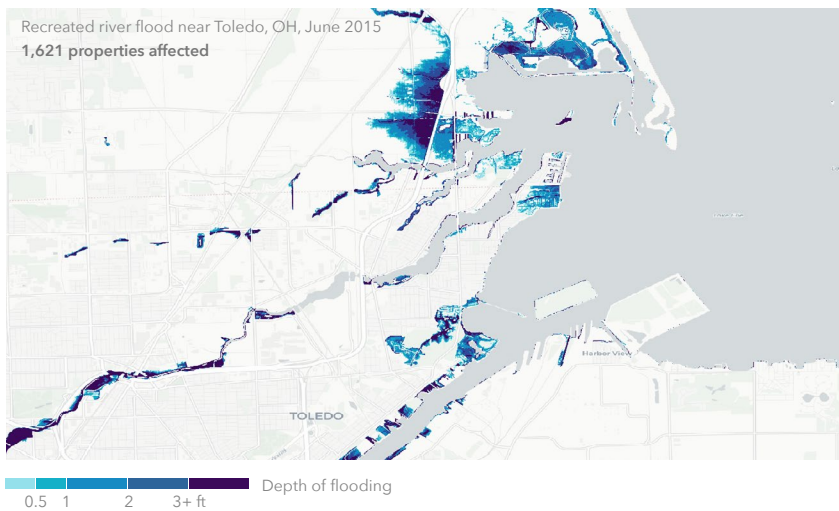 Recreated river flood near Toledo, OH, June 2015
1,621 properties affected
Harbor View
TOLEDO
0.5 1 2 3+ ft
Depth of flooding